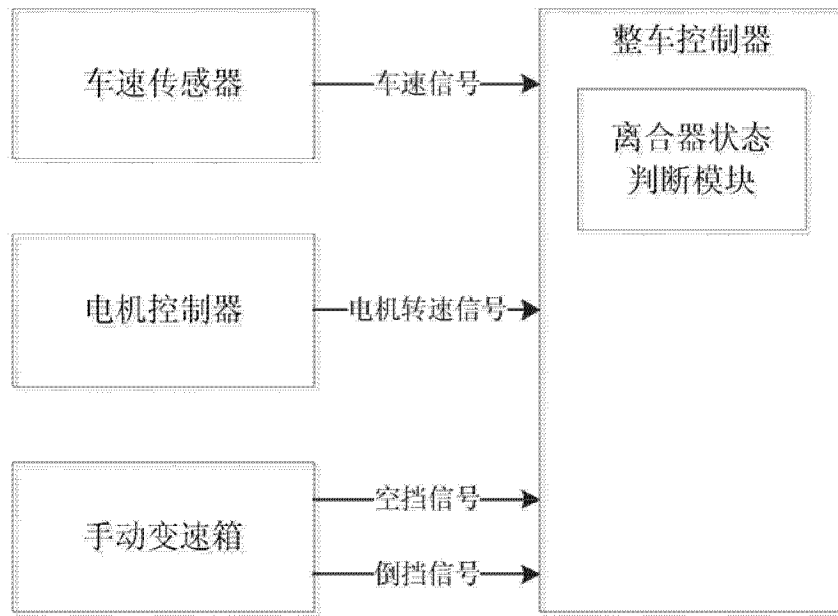 车速传感器
车速信号
整车控制器
离合器状态
判断模块
电机控制器
电机转速信号
手动变速箱
空挡信号
倒挡信号